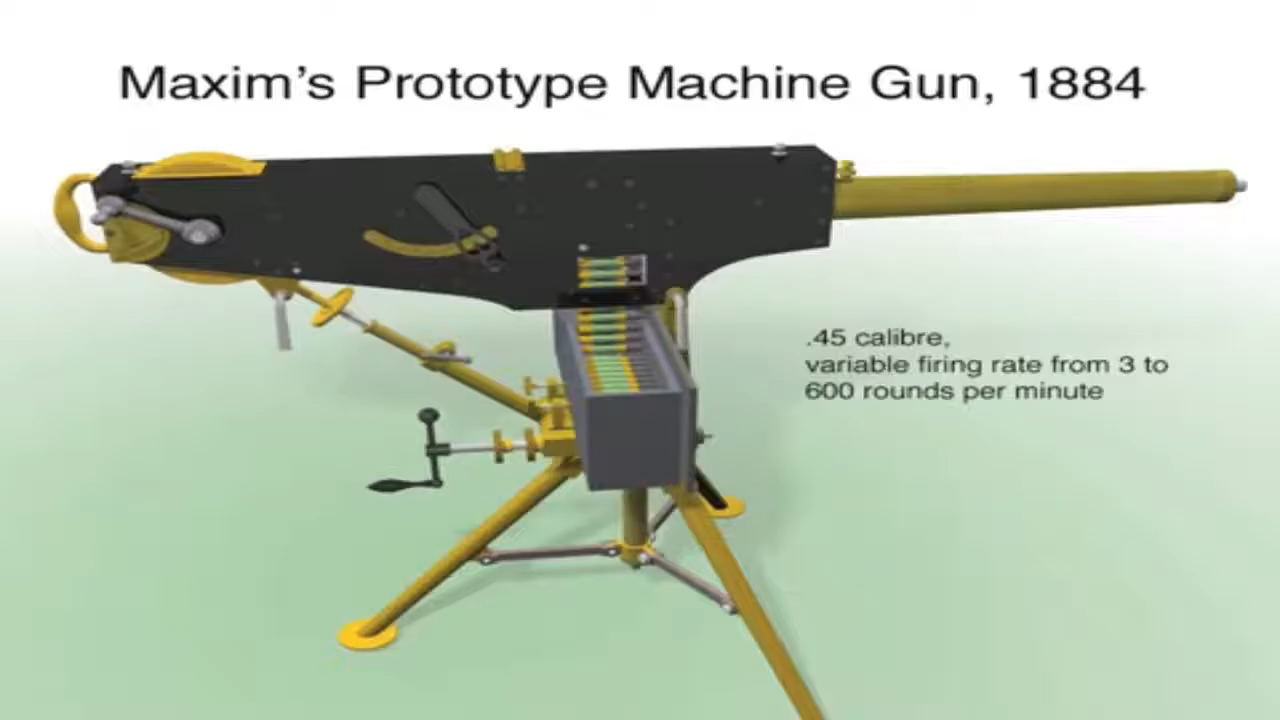 Maxim's Prototype Machine Gun, 1884
.45 calibre,
variable firing rate from 3 to
600 rounds per minute